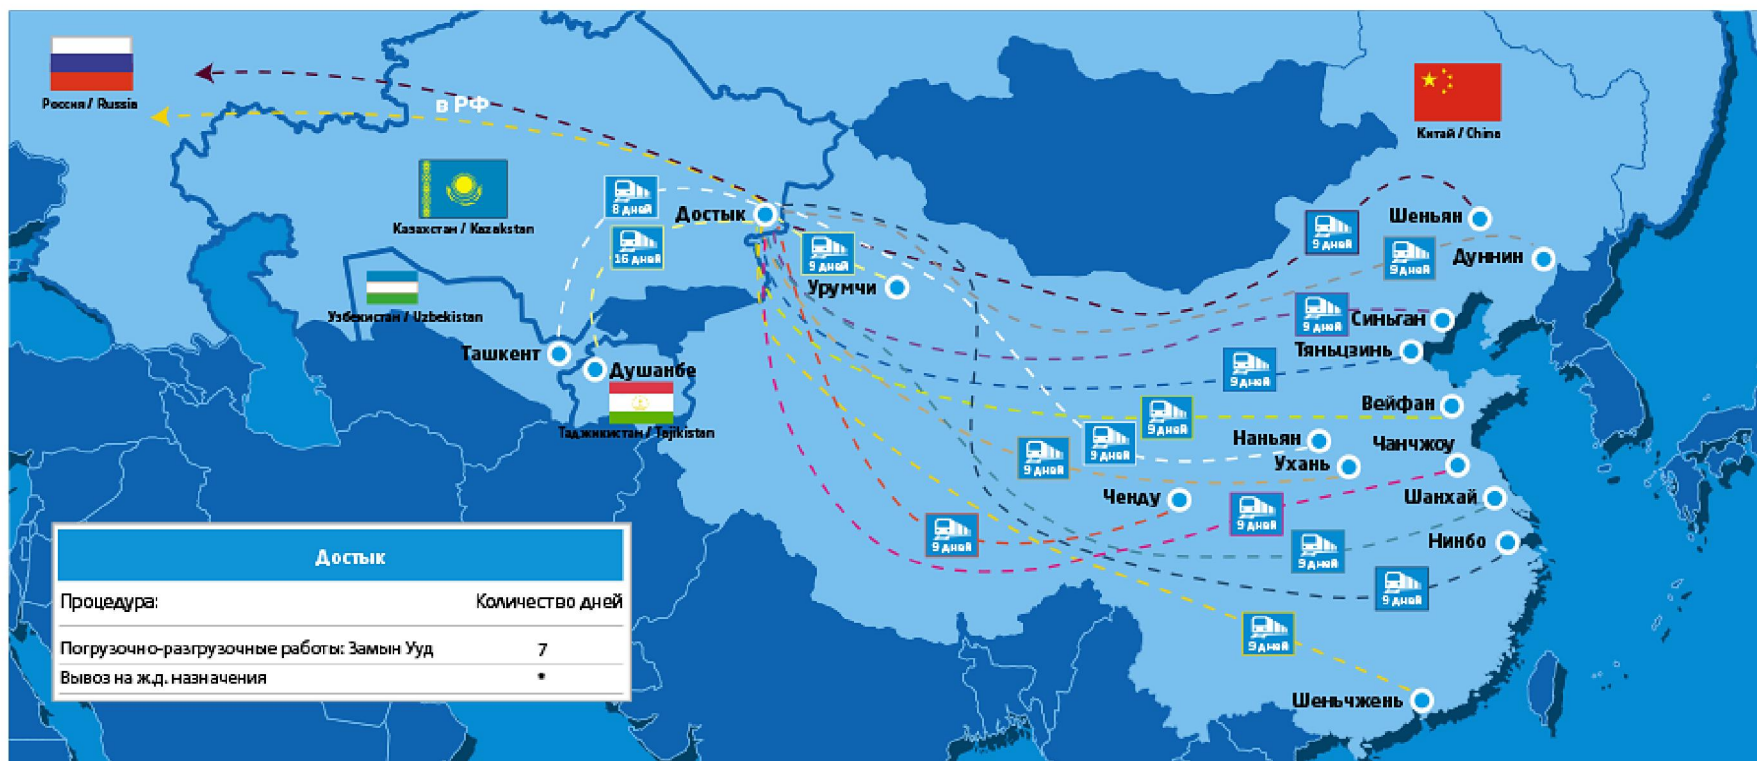 Россия / Russia
в РФ
Китай / China
Казахстан / Kazakstan
8 дней
Достык
16 дней
9 дней
Урумчи
9 дней
Шеньян
9 дней
Дуннин
Узбекистан / Uzbekistan
9 дней
Синьган
Ташкент
Душанбе
Таджикистан / Tajikistan
9 дней
Тяньцзинь
9 дней
Вейфан
9 дней
Наньян
Чанчжоу
9 дней
Ухань
Ченду
9 дней
Шанхай
9 дней
9 дней
Нинбо
9 дней
9 дней
Шеньчжень
Достык
Процедура: Количество дней
Погрузочно-разгрузочные работы: Замын Ууд 7
Вывоз на ж.д. назначения *